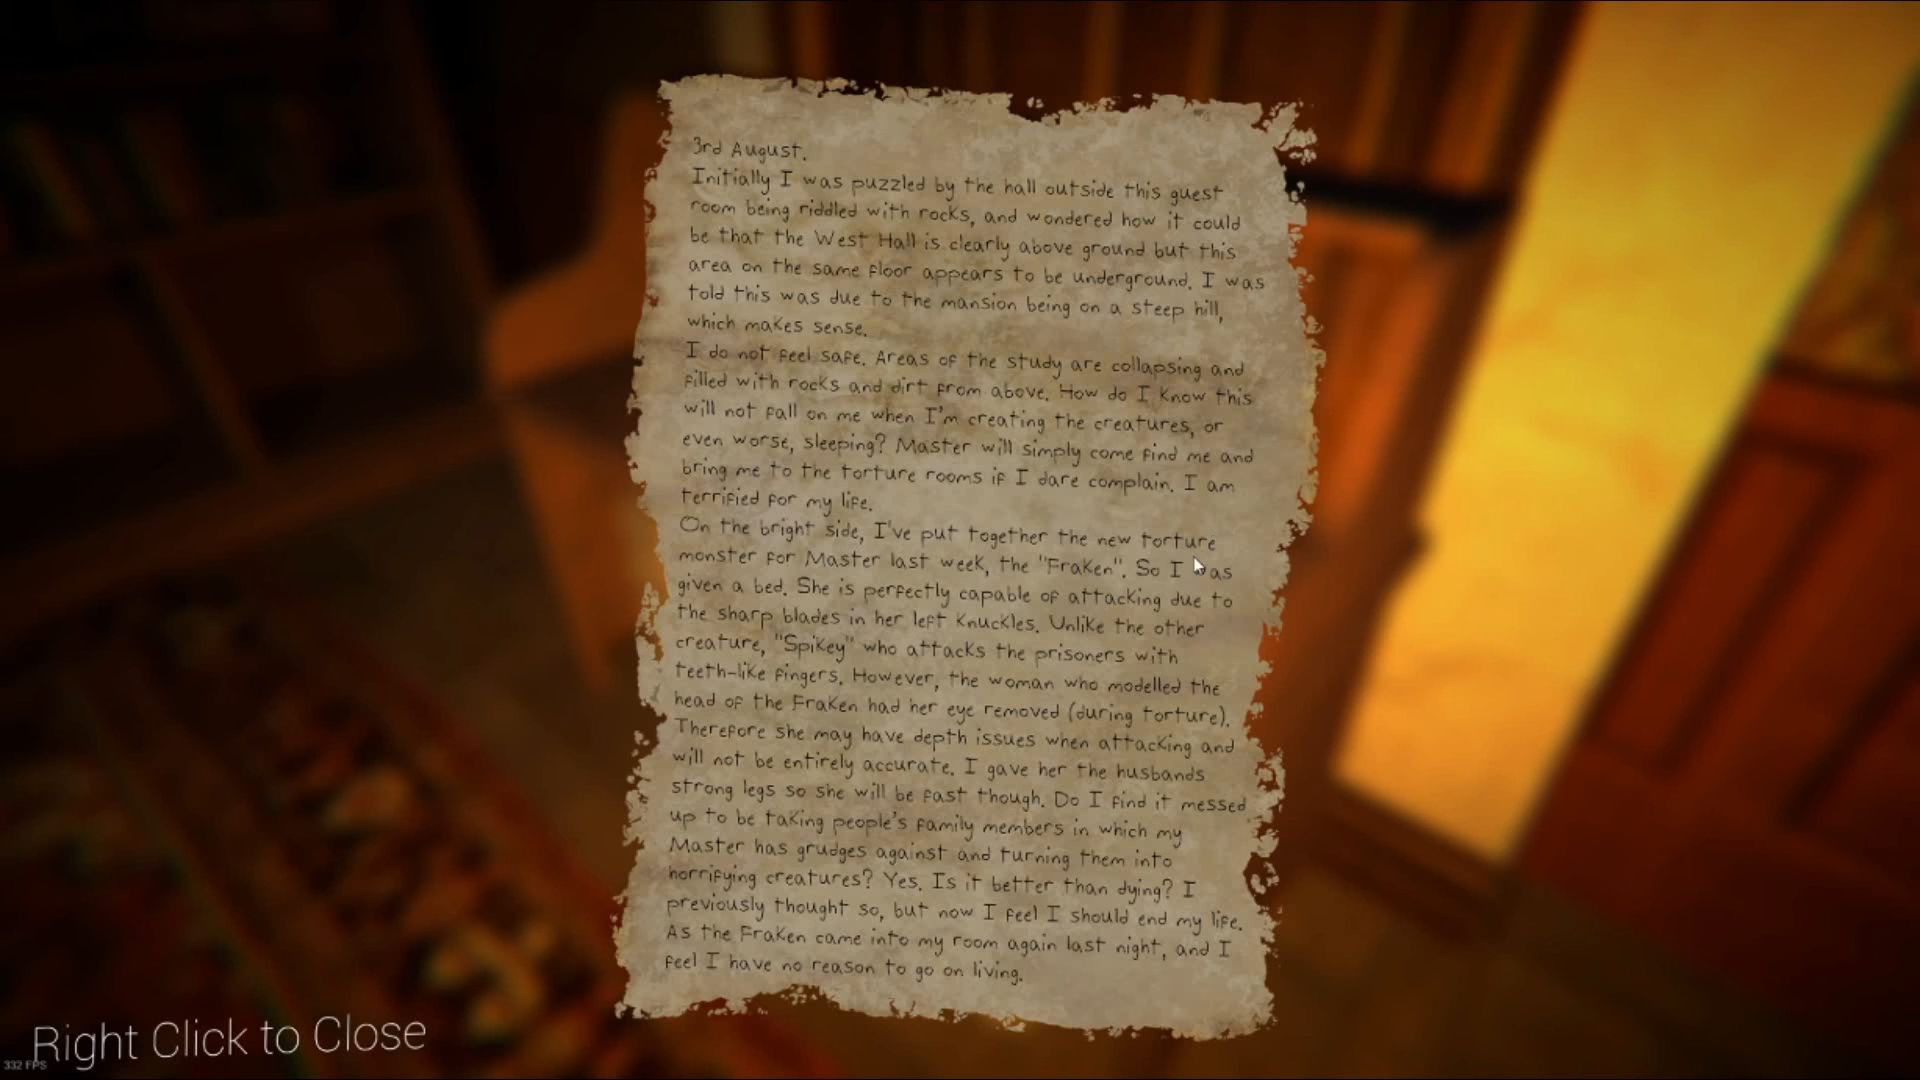 3rd August.
Initially I was puzzled by the hall outside this guest
room being riddled with rocks, and wondered how it could
be that the West Hall is clearly above ground but this
area on the same floor appears to be underground. I was
told this was due to the mansion being on a steep hill,
which makes sense.
I do not feel safe. Areas of the study are collapsing and
filled with rocks and dirt from above. How do I know this
will not fall on me when I'm creating the creatures, or
even worse, sleeping? Master will simply come find me and
bring me to the torture rooms if I dare complain. I am
terrified for my life.
On the bright side, I've put together the new torture
monster for Master last week, the "Fraken". So I was
given a bed. She is perfectly capable of attacking due to
the sharp blades in her left knuckles. Unlike the other
creature, "Spikey" who attacks the prisoners with
teeth-like fingers. However, the woman who modelled the
head of the Fraken had her eye removed (during torture).
Therefore she may have depth issues when attacking and
will not be entirely accurate. I gave her the husbands
strong legs so she will be fast though. Do I find it messed
up to be taking people's family members in which my
Master has grudges against and turning them into
horrifying creatures? Yes. Is it better than dying? I
previously thought so, but now I feel I should end my life.
As the Fraken came into my room again last night, and I
feel I have no reason to go on living.
Right Click to Close
332 FPS